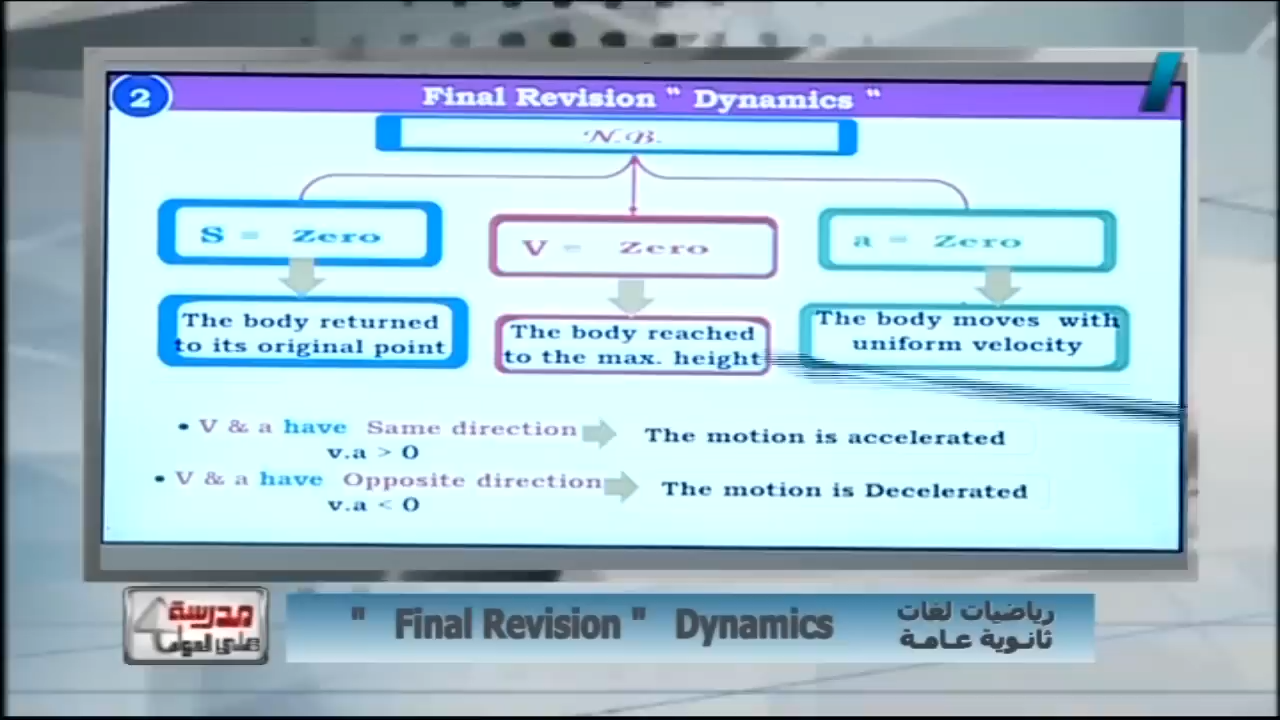 2
Final Revision " Dynamics "
N.B.
S = Zero
V = Zero
a = Zero
The body returned
to its original point
The body reached
to the max. height
The body moves with
uniform velocity
• V & a have Same direction
v.a > 0
The motion is accelerated
• V & a have Opposite direction
v.a < 0
The motion is Decelerated
مدرسة
على الهواء
4
" Final Revision " Dynamics
رياضيات لغات
ثانوية عامة